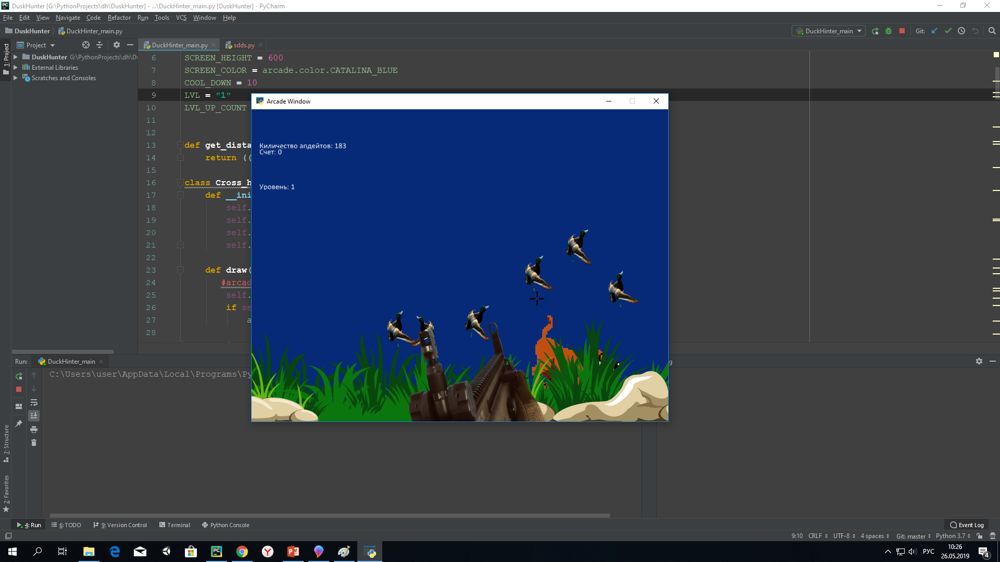 DuskHunter [G:\PythonProjects\dh\DuskHunter] - ...\DuckHinter_main.py [DuskHunter] - PyCharm
File Edit View Navigate Code Refactor Run Tools VCS Window Help
DuskHunter DuckHinter_main.py DuckHinter_main Git:
1: Project Project DuckHinter_main.py sdds.py
DuskHunter G:\PythonProjects\dh\Du
External Libraries
Scratches and Consoles
6 SCREEN_HEIGHT = 600
7 SCREEN_COLOR = arcade.color.CATALINA_BLUE
8 COOL_DOWN = 10
9 LVL = "1"
10 LVL_UP_COUNT
11
12
13 def get_dista
14 return ((
15
16 class Cross_h
17 def __ini
18 self.
19 self.
20 self.
21 self.
22
23 def draw(
24 #arcad
25 self.
26 if se
27 a
28
Arcade Window
Киличество апдейтов: 183
Счет: 0
Уровень: 1
Run: DuckHinter_main
g
C:\Users\user\AppData\Local\Programs\Py
7: Structure
2: Favorites
4: Run 6: TODO 9: Version Control Terminal Python Console Event Log
9:10 CRLF UTF-8 4 spaces Git: master Python 3.7
РУС 10:26
26.05.2019 4